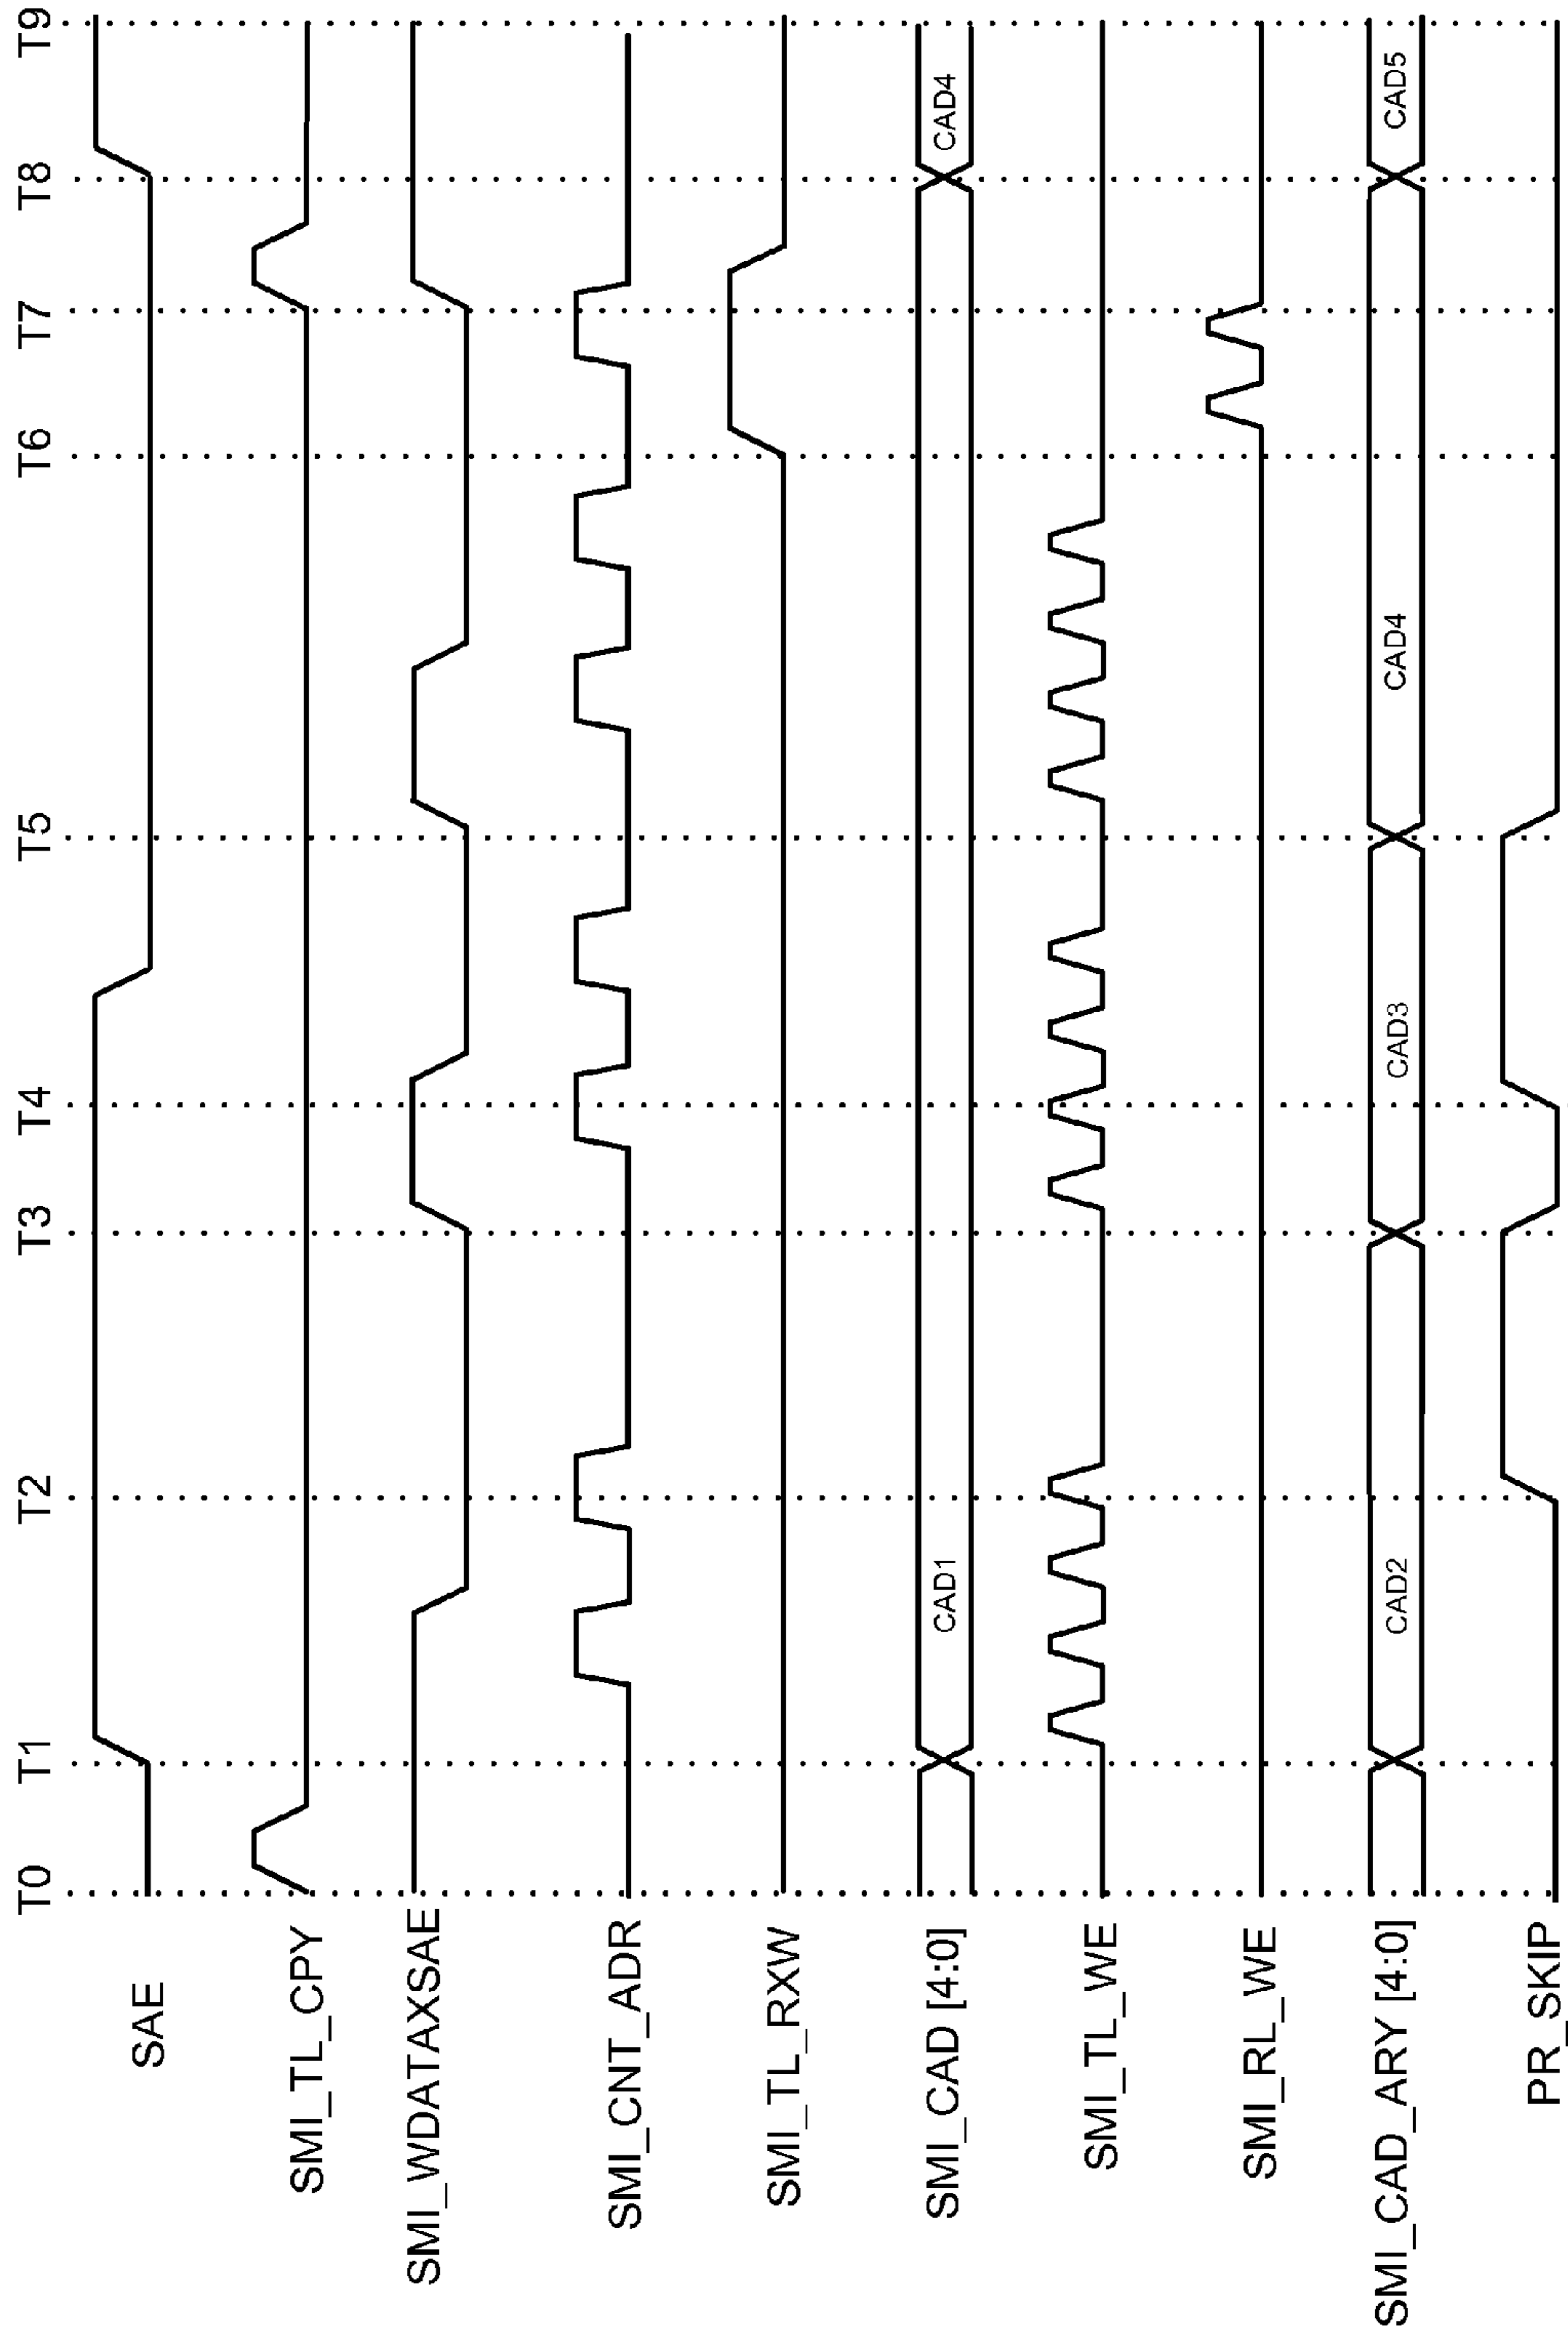 T0 T1 T2 T3 T4 T5 T6 T7 T8 T9
SAE
SMI_TL_CPY
SMI_WDATAXSAE
SMI_CNT_ADR
SMI_TL_RXW
SMI_CAD [4:0] CAD1 CAD4
SMI_TL_WE
SMI_RL_WE
SMI_CAD_ARY [4:0] CAD2 CAD3 CAD4 CAD5
PR_SKIP